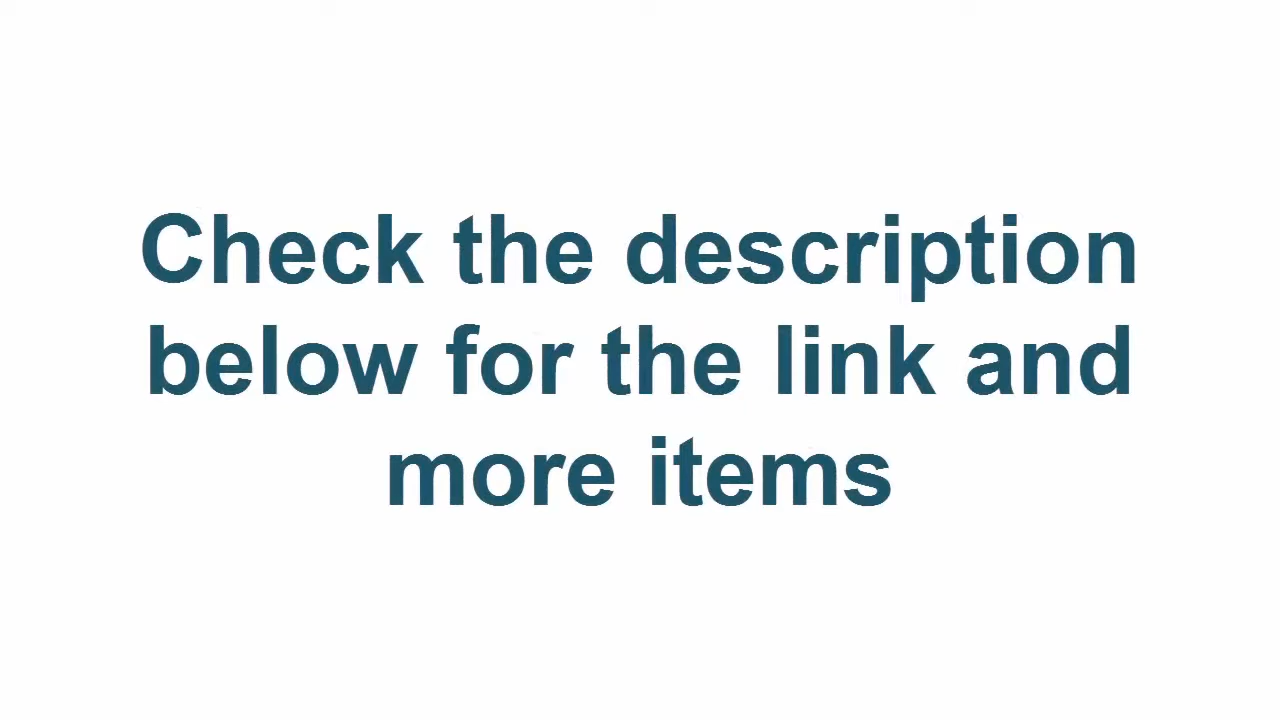 Check the description
below for the link and
more items